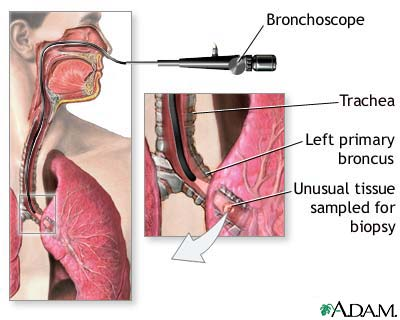 Bronchoscope
Trachea
Left primary
broncus
Unusual tissue
sampled for
biopsy
A.D.A.M.